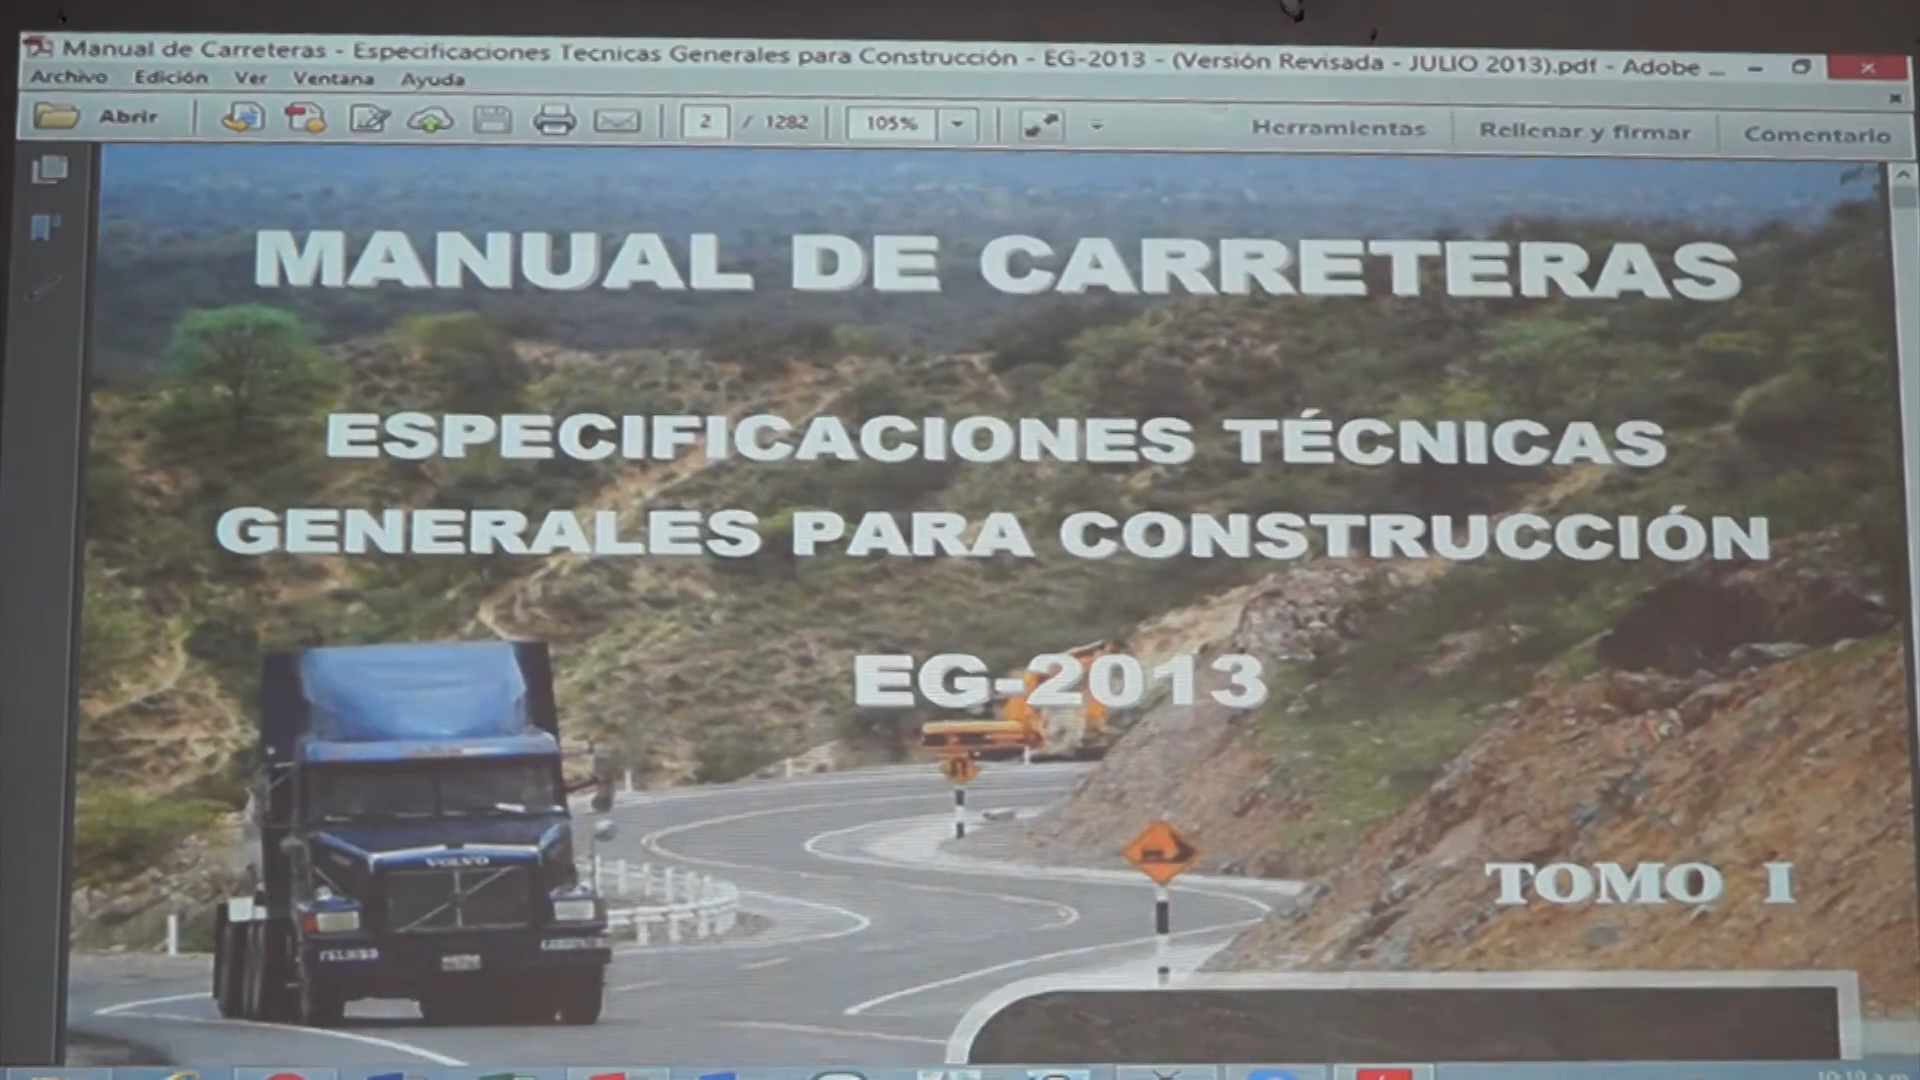 Manual de Carreteras - Especificaciones Tecnicas Generales para Construcción - EG-2013 - (Versión Revisada - JULIO 2013).pdf - Adobe ...
Archivo Edición Ver Ventana Ayuda
Abrir 2 / 1282 105% Herramientas Rellenar y firmar Comentario
MANUAL DE CARRETERAS
ESPECIFICACIONES TÉCNICAS
GENERALES PARA CONSTRUCCIÓN
EG-2013
VOLVO
TOMO I